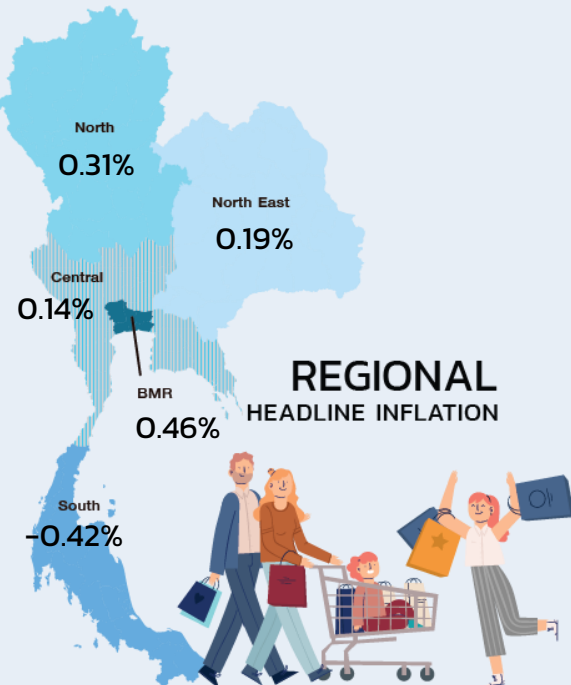 North
0.31%
North East
0.19%
Central
0.14%
BMR
0.46%
REGIONAL
HEADLINE INFLATION
South
-0.42%